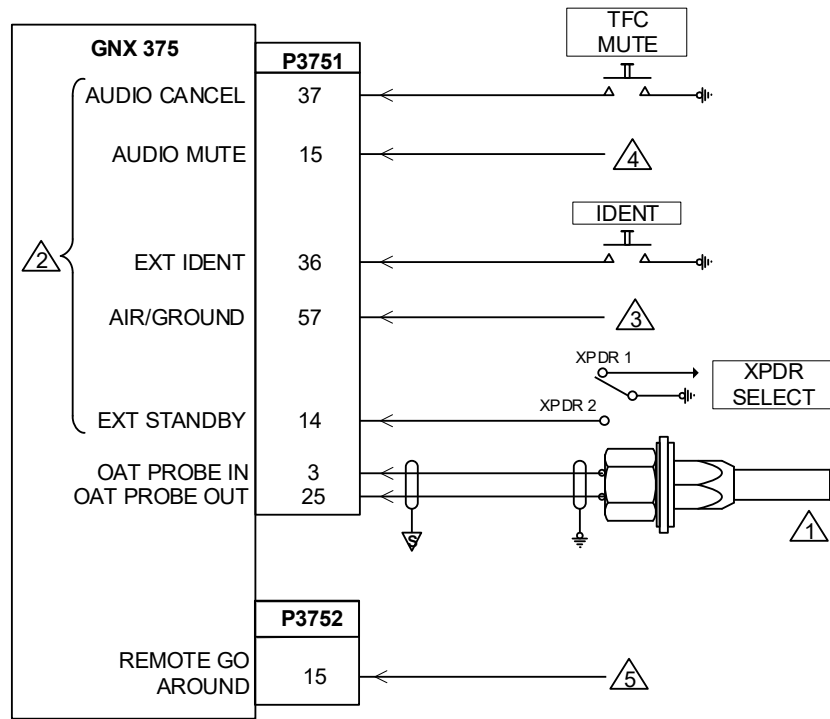 TFC
MUTE
GNX 375
P3751
AUDIO CANCEL 37
AUDIO MUTE 15 4
IDENT
2
EXT IDENT 36
AIR/GROUND 57 3
XPDR 1
XPDR
SELECT
XPDR 2
EXT STANDBY 14
OAT PROBE IN 3
OAT PROBE OUT 25
S
1
P3752
REMOTE GO
AROUND
15 5